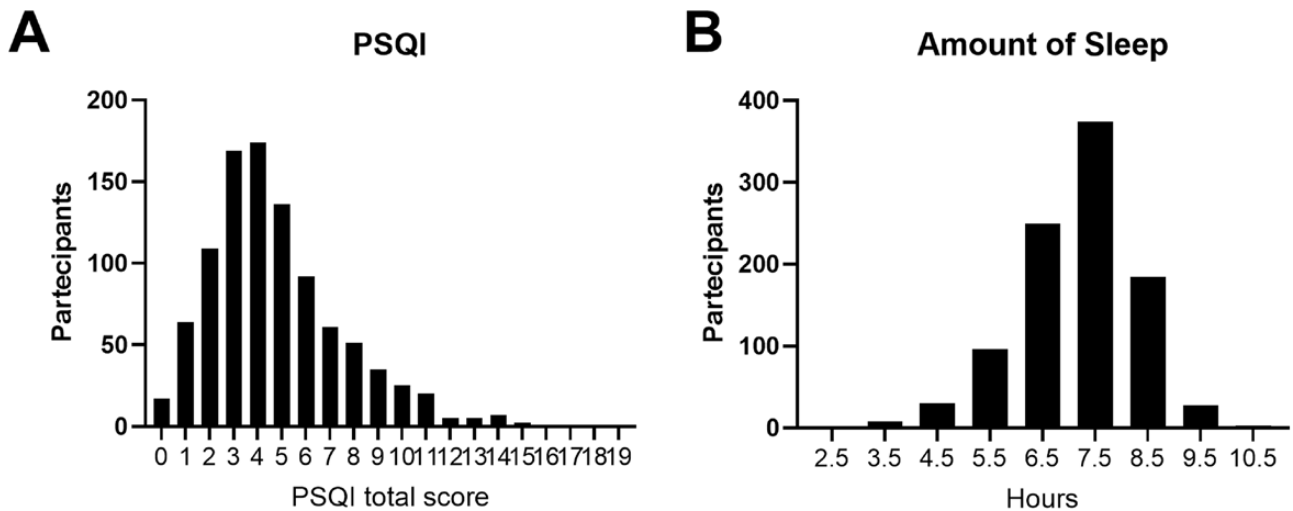 A
PSQI
200
150
100
50
0
Partecipants
0 1 2 3 4 5 6 7 8 9 10 11 12 13 14 15 16 17 18 19
PSQI total score
B
Amount of Sleep
400
300
200
100
0
Partecipants
2.5 3.5 4.5 5.5 6.5 7.5 8.5 9.5 10.5
Hours